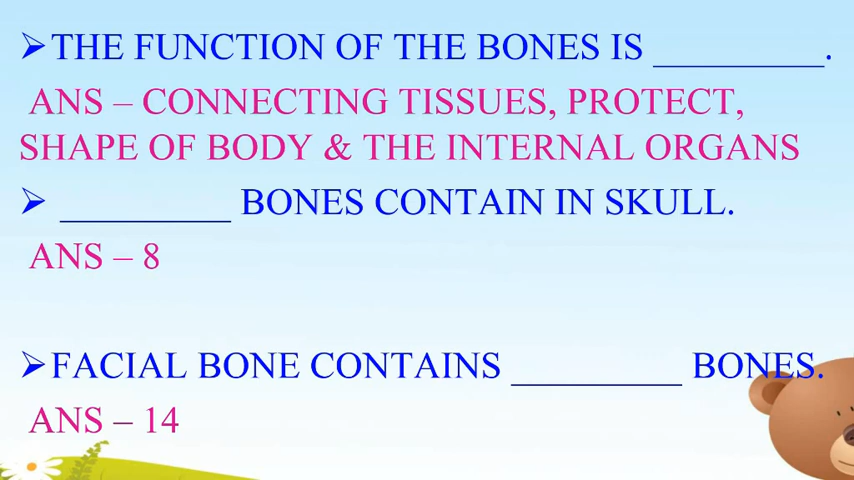 ➢THE FUNCTION OF THE BONES IS _________.
ANS – CONNECTING TISSUES, PROTECT,
SHAPE OF BODY & THE INTERNAL ORGANS
➢ _________ BONES CONTAIN IN SKULL.
ANS – 8
➢FACIAL BONE CONTAINS _________ BONES.
ANS – 14